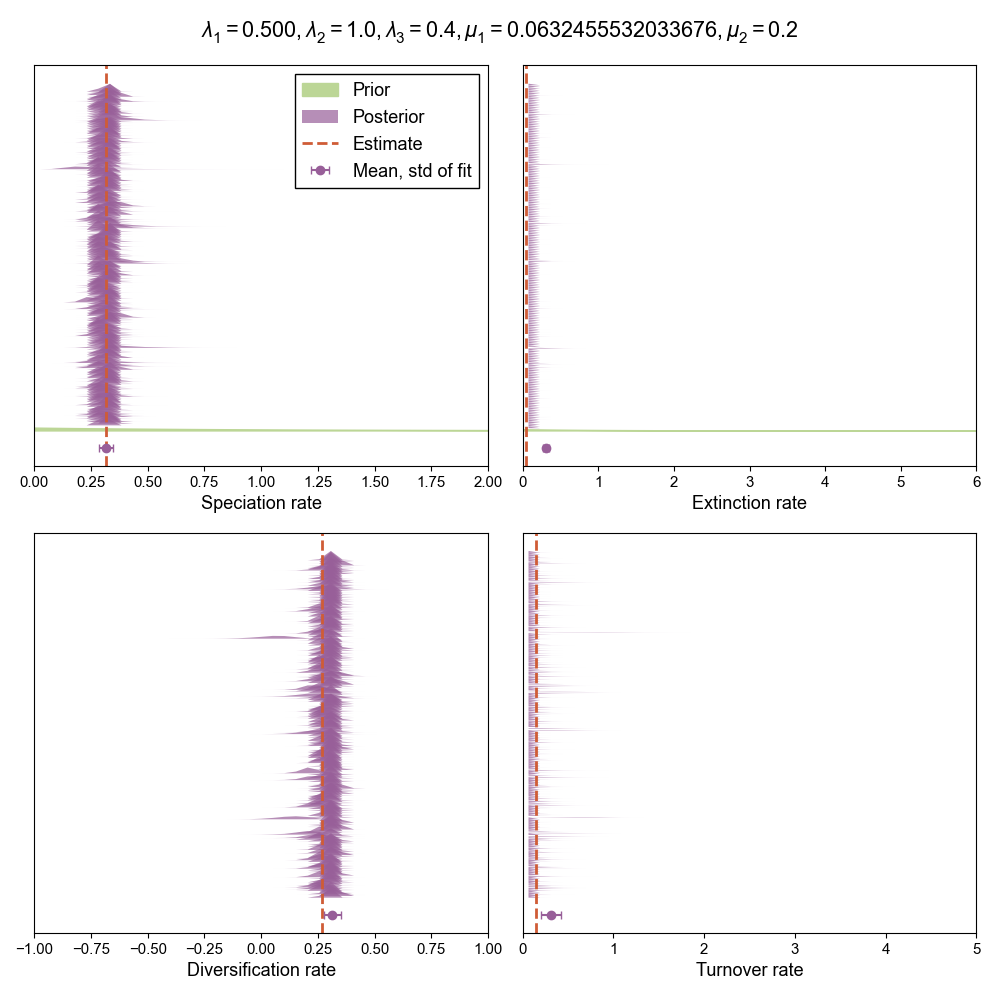 λ₁ = 0.500, λ₂ = 1.0, λ₃ = 0.4, μ₁ = 0.0632455532033676, μ₂ = 0.2
Prior
Posterior
Estimate
Mean, std of fit
0.00 0.25 0.50 0.75 1.00 1.25 1.50 1.75 2.00
Speciation rate
0 1 2 3 4 5 6
Extinction rate
−1.00 −0.75 −0.50 −0.25 0.00 0.25 0.50 0.75 1.00
Diversification rate
0 1 2 3 4 5
Turnover rate